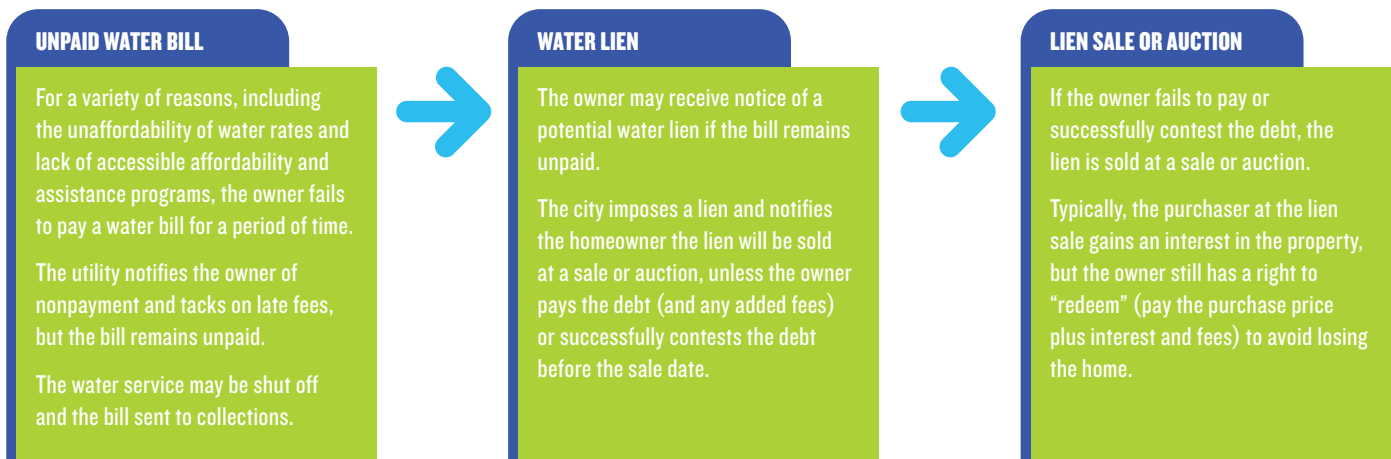 UNPAID WATER BILL
For a variety of reasons, including
the unaffordability of water rates and
lack of accessible affordability and
assistance programs, the owner fails
to pay a water bill for a period of time.
The utility notifies the owner of
nonpayment and tacks on late fees,
but the bill remains unpaid.
The water service may be shut off
and the bill sent to collections.
WATER LIEN
The owner may receive notice of a
potential water lien if the bill remains
unpaid.
The city imposes a lien and notifies
the homeowner the lien will be sold
at a sale or auction, unless the owner
pays the debt (and any added fees)
or successfully contests the debt
before the sale date.
LIEN SALE OR AUCTION
If the owner fails to pay or
successfully contest the debt, the
lien is sold at a sale or auction.
Typically, the purchaser at the lien
sale gains an interest in the property,
but the owner still has a right to
“redeem” (pay the purchase price
plus interest and fees) to avoid losing
the home.